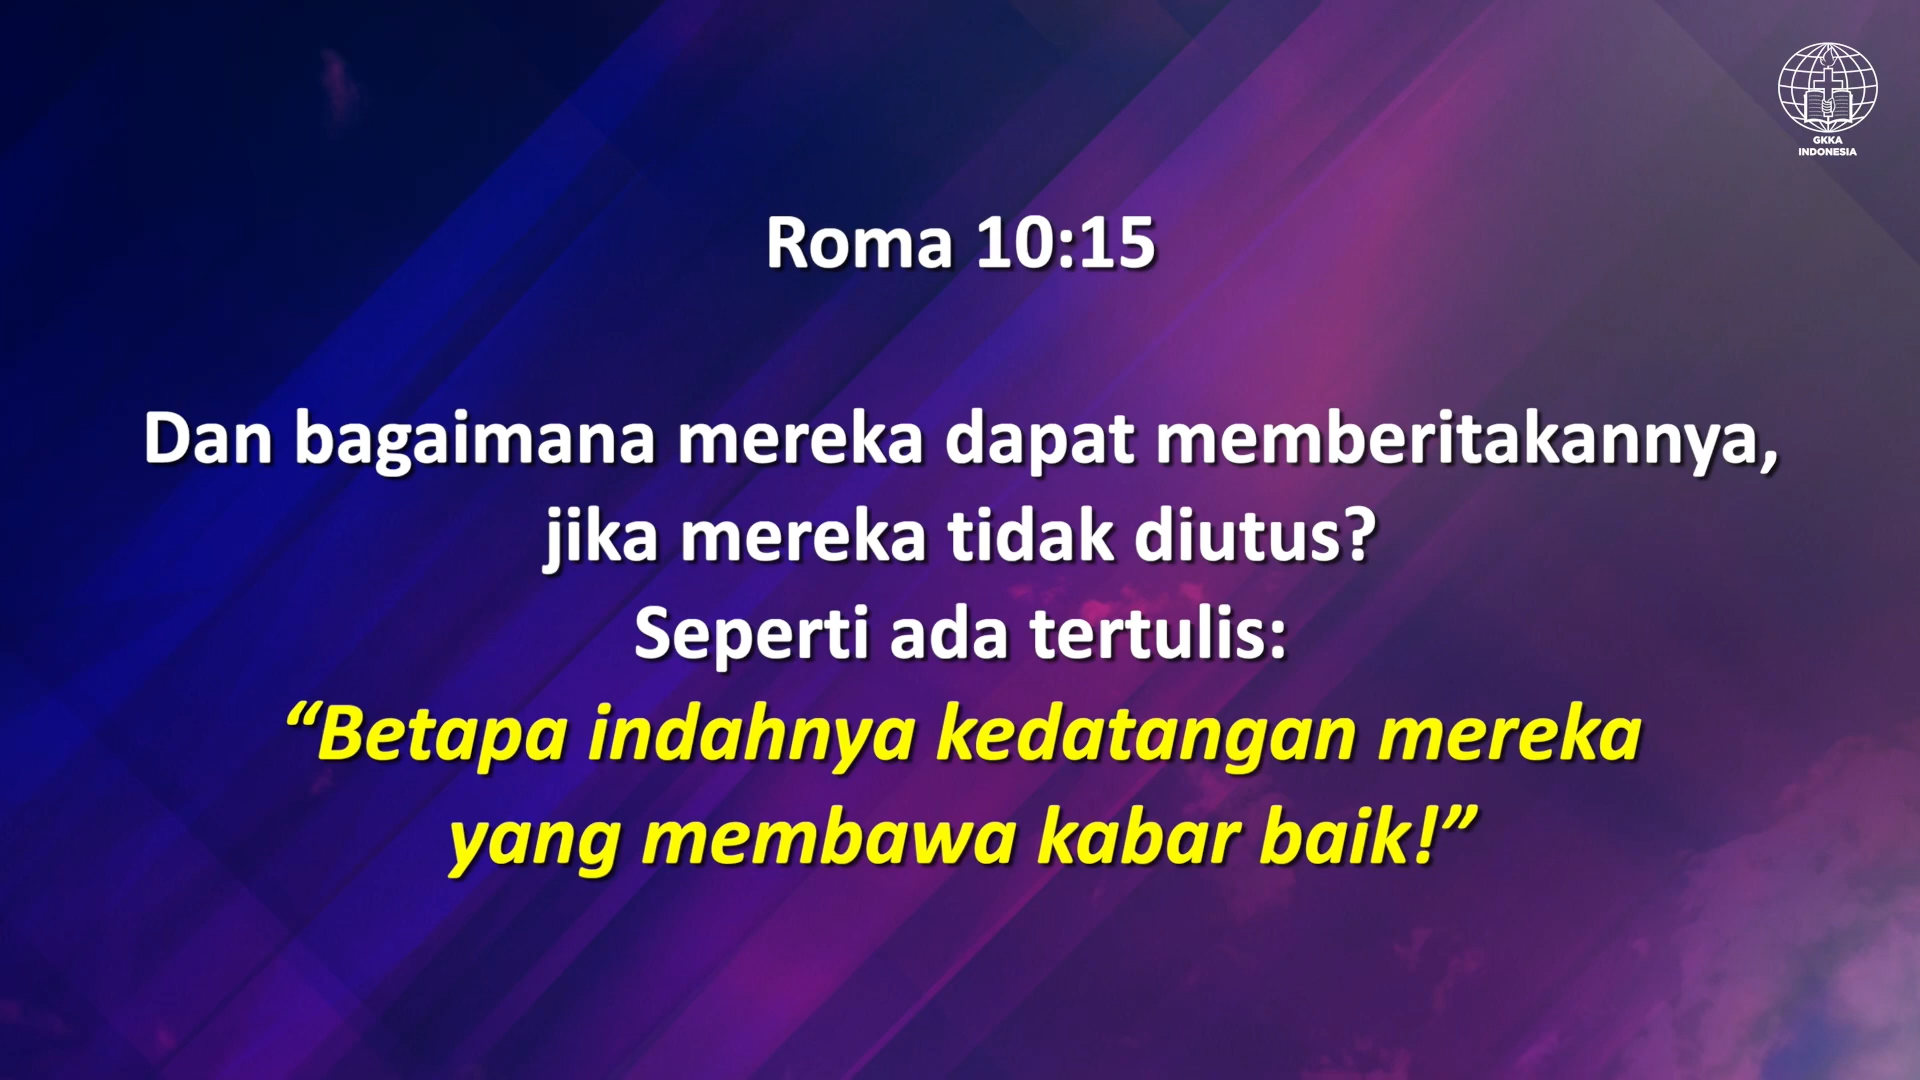 GKKA
INDONESIA
Roma 10:15
Dan bagaimana mereka dapat memberitakannya,
jika mereka tidak diutus?
Seperti ada tertulis:
“Betapa indahnya kedatangan mereka
yang membawa kabar baik!”